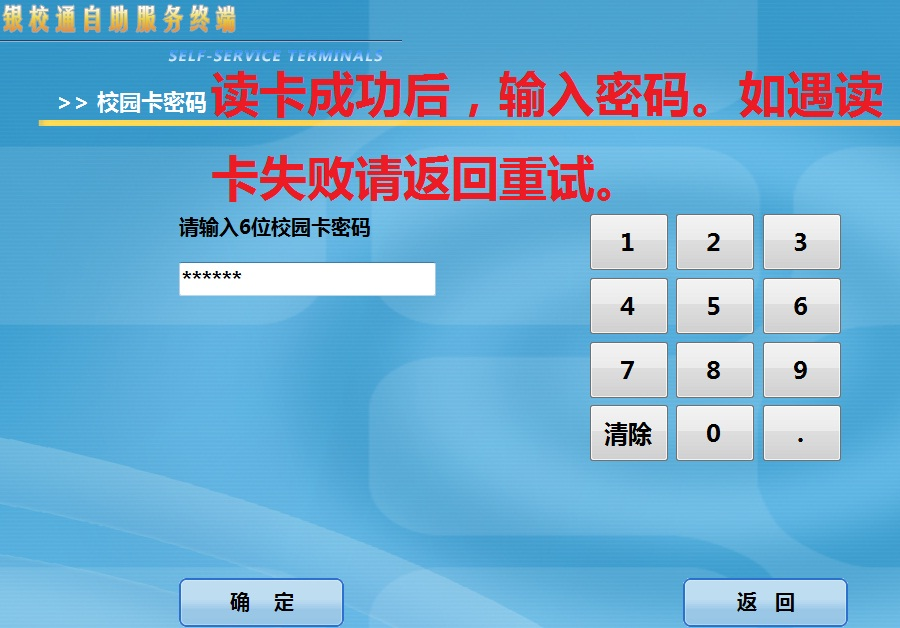 银校通自助服务终端
SELF-SERVICE TERMINALS
>> 校园卡密码
读卡成功后，输入密码。如遇读
卡失败请返回重试。
请输入6位校园卡密码
******
1 2 3
4 5 6
7 8 9
清除 0 .
确 定 返 回